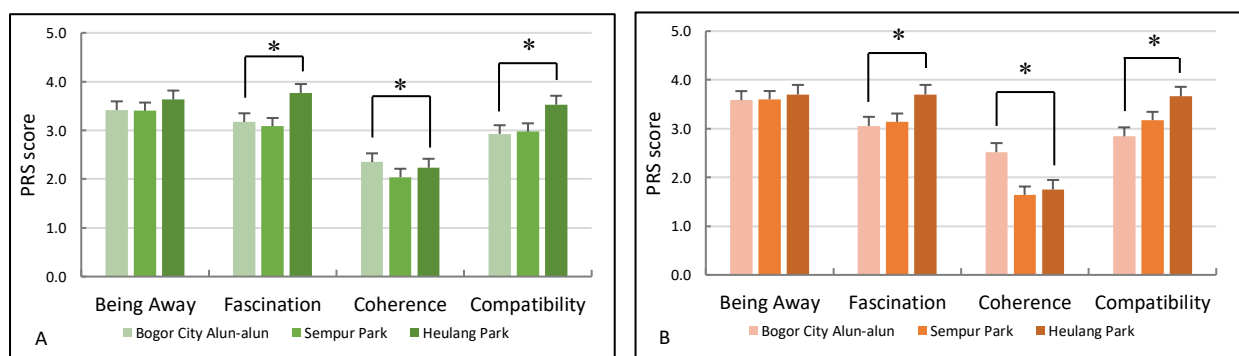 5.0
4.0
3.0
2.0
1.0
0.0
PRS score
*
*
*
Being Away Fascination Coherence Compatibility
Bogor City Alun-alun Sempur Park Heulang Park
A
5.0
4.0
3.0
2.0
1.0
0.0
PRS score
*
*
*
Being Away Fascination Coherence Compatibility
Bogor City Alun-alun Sempur Park Heulang Park
B